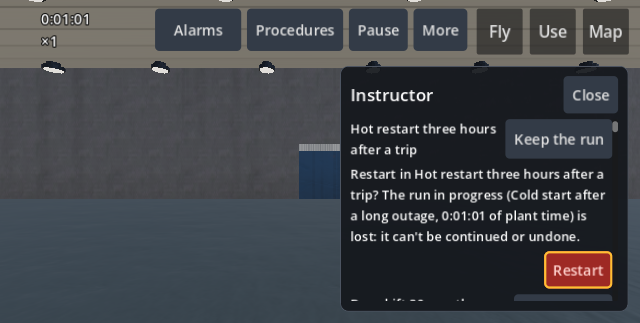 0:01:01
×1
Alarms
Procedures
Pause
More
Fly
Use
Map
Instructor
Close
Hot restart three hours
after a trip
Keep the run
Restart in Hot restart three hours after a
trip? The run in progress (Cold start after
a long outage, 0:01:01 of plant time) is
lost: it can't be continued or undone.
Restart